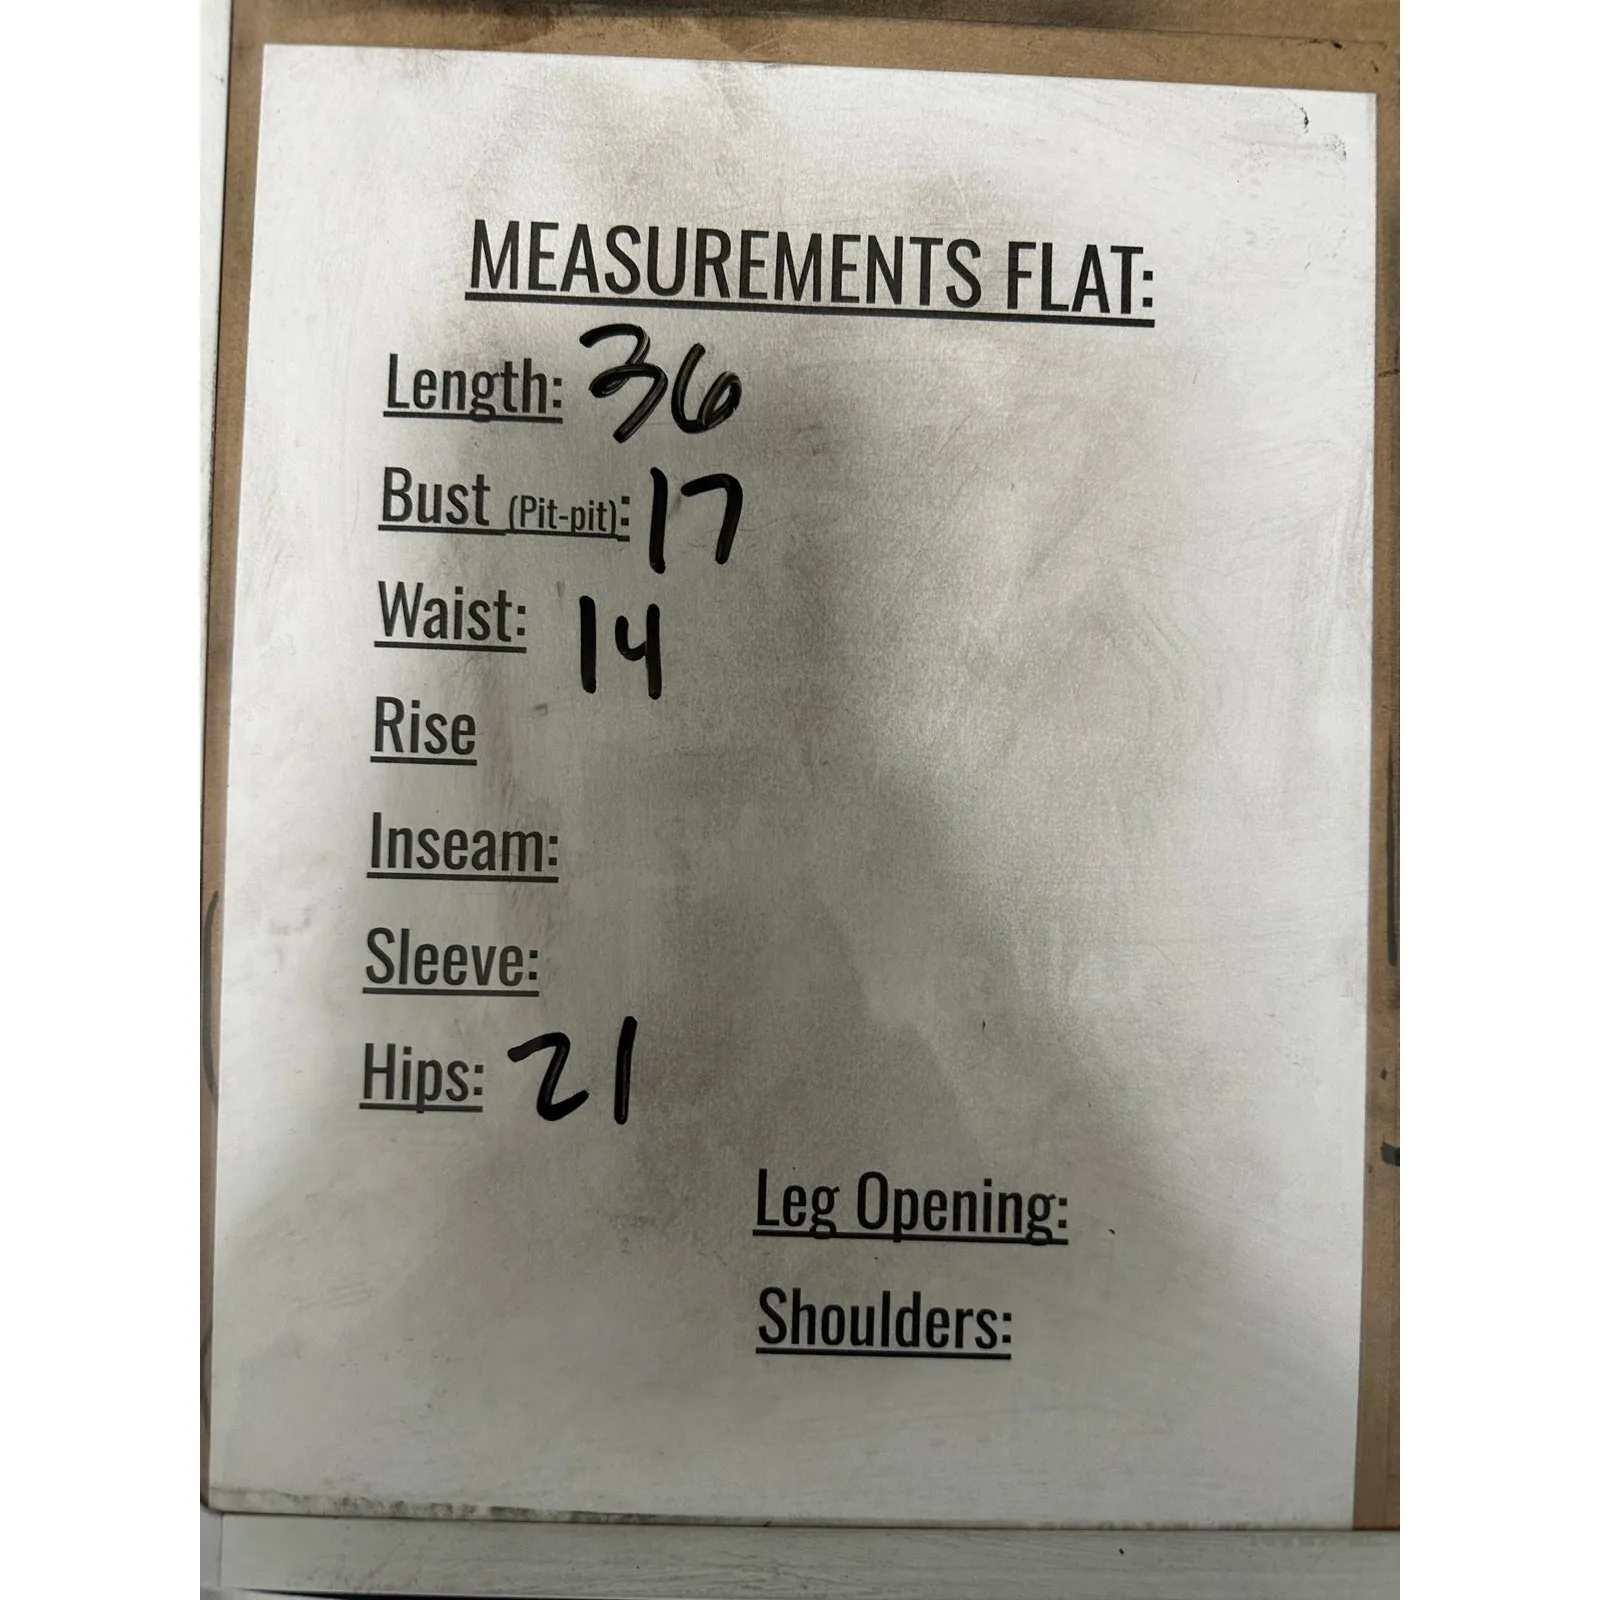 MEASUREMENTS FLAT:
Length: 36
Bust (Pit-pit): 17
Waist: 14
Rise
Inseam:
Sleeve:
Hips: 21
Leg Opening:
Shoulders: